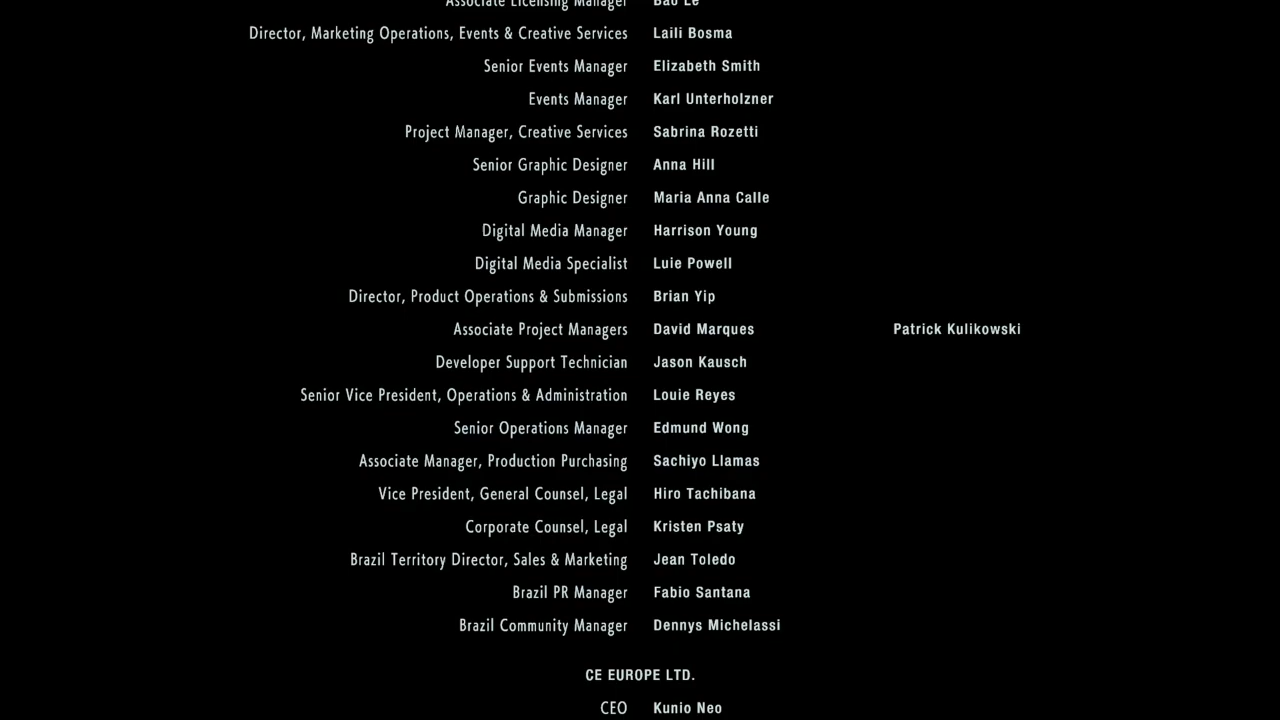 Associate Licensing Manager Bao Le
Director, Marketing Operations, Events & Creative Services Laili Bosma
Senior Events Manager Elizabeth Smith
Events Manager Karl Unterholzner
Project Manager, Creative Services Sabrina Rozetti
Senior Graphic Designer Anna Hill
Graphic Designer Maria Anna Calle
Digital Media Manager Harrison Young
Digital Media Specialist Luie Powell
Director, Product Operations & Submissions Brian Yip
Associate Project Managers David Marques Patrick Kulikowski
Developer Support Technician Jason Kausch
Senior Vice President, Operations & Administration Louie Reyes
Senior Operations Manager Edmund Wong
Associate Manager, Production Purchasing Sachiyo Llamas
Vice President, General Counsel, Legal Hiro Tachibana
Corporate Counsel, Legal Kristen Psaty
Brazil Territory Director, Sales & Marketing Jean Toledo
Brazil PR Manager Fabio Santana
Brazil Community Manager Dennys Michelassi
CE EUROPE LTD.
CEO Kunio Neo